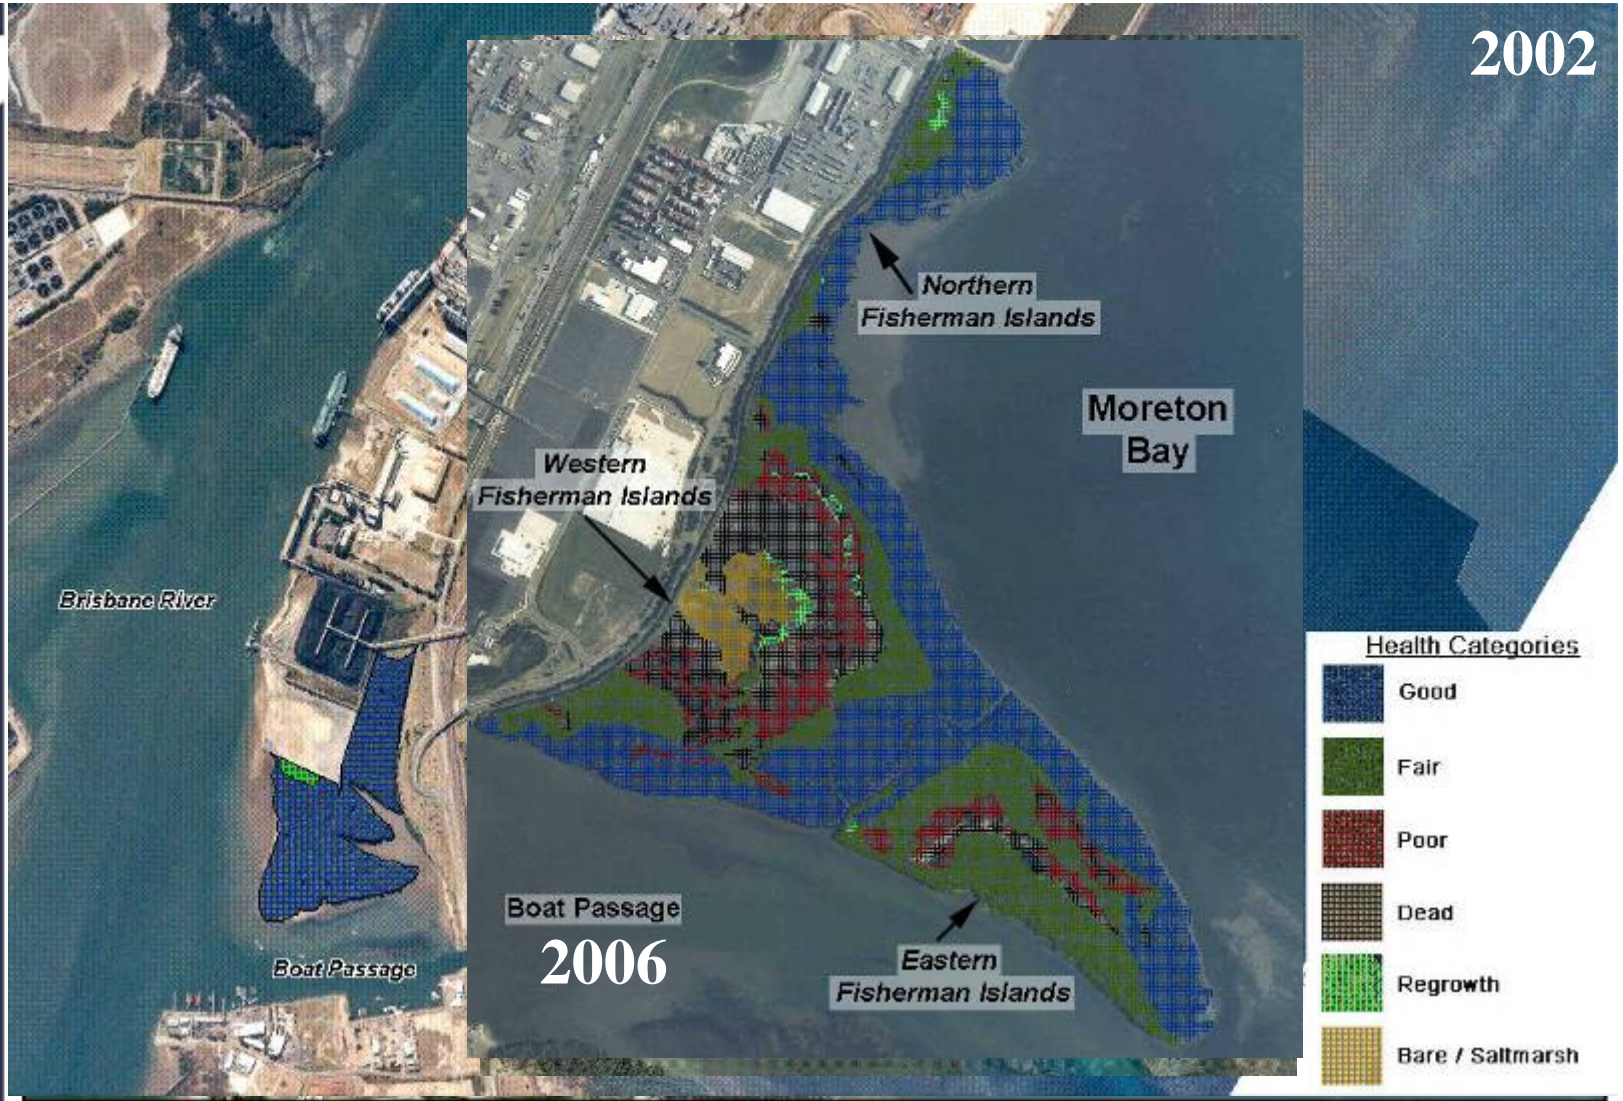 2002
Northern
Fisherman Islands
Moreton
Bay
Western
Fisherman Islands
Brisbane River
Health Categories
Good
Fair
Poor
Dead
Regrowth
Bare / Saltmarsh
Boat Passage
2006
Eastern
Fisherman Islands
Boat Passage